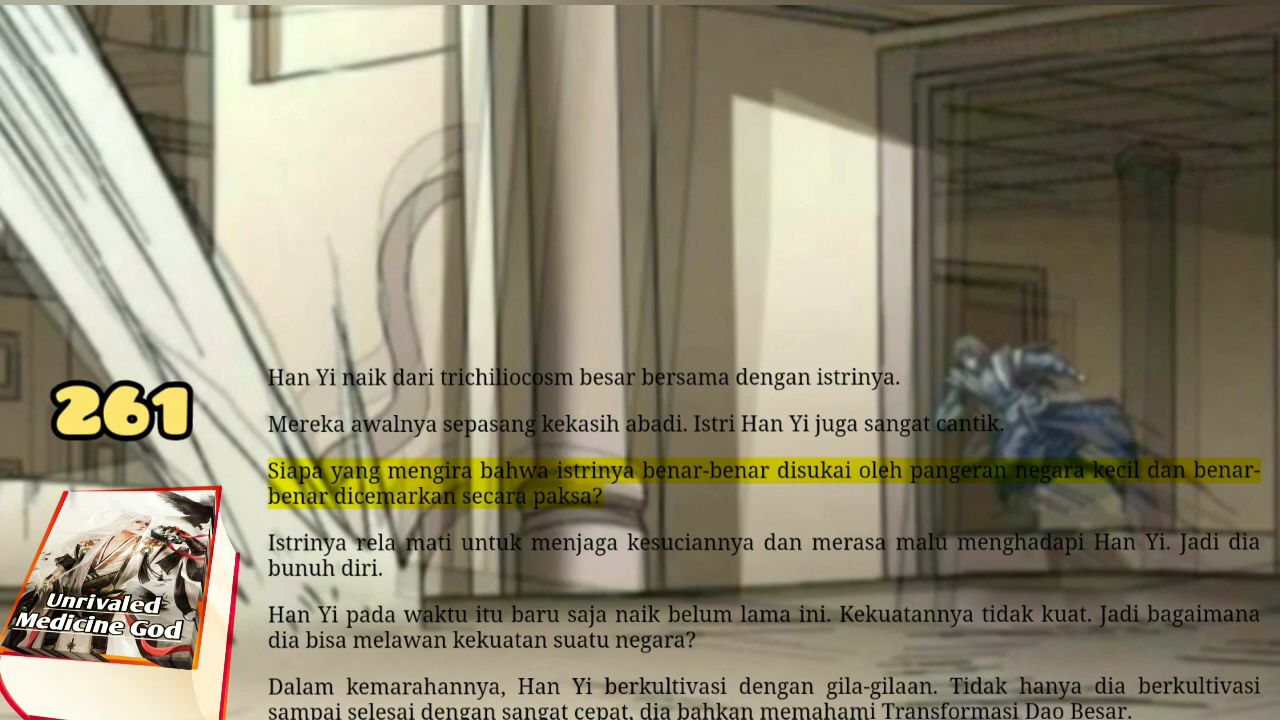 Han Yi naik dari trichiliocosm besar bersama dengan istrinya.
Mereka awalnya sepasang kekasih abadi. Istri Han Yi juga sangat cantik.
Siapa yang mengira bahwa istrinya benar-benar disukai oleh pangeran negara kecil dan benar-
benar dicemarkan secara paksa?
261
Istrinya rela mati untuk menjaga kesuciannya dan merasa malu menghadapi Han Yi. Jadi dia
bunuh diri.
Han Yi pada waktu itu baru saja naik belum lama ini. Kekuatannya tidak kuat. Jadi bagaimana
dia bisa melawan kekuatan suatu negara?
Unrivaled
Medicine God
Dalam kemarahannya, Han Yi berkultivasi dengan gila-gilaan. Tidak hanya dia berkultivasi
sampai selesai dengan sangat cepat, dia bahkan memahami Transformasi Dao Besar.